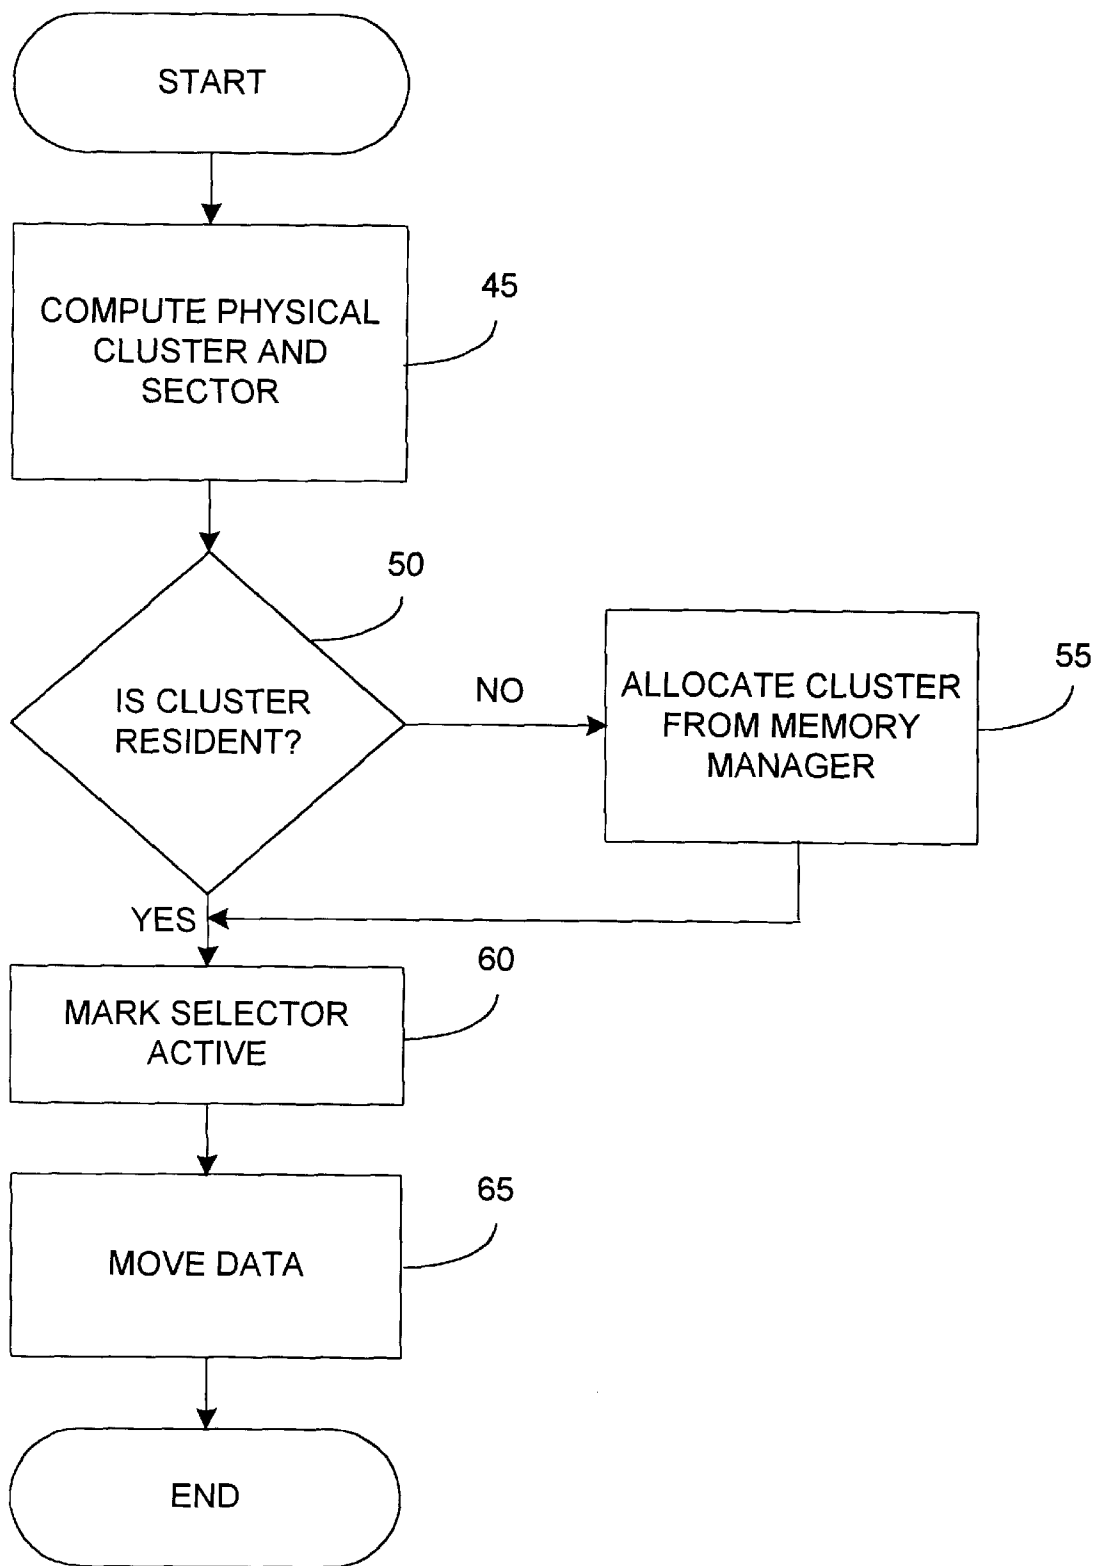 START
COMPUTE PHYSICAL
CLUSTER AND
SECTOR
45
50
IS CLUSTER
RESIDENT?
NO
ALLOCATE CLUSTER
FROM MEMORY
MANAGER
55
YES
MARK SELECTOR
ACTIVE
60
MOVE DATA
65
END